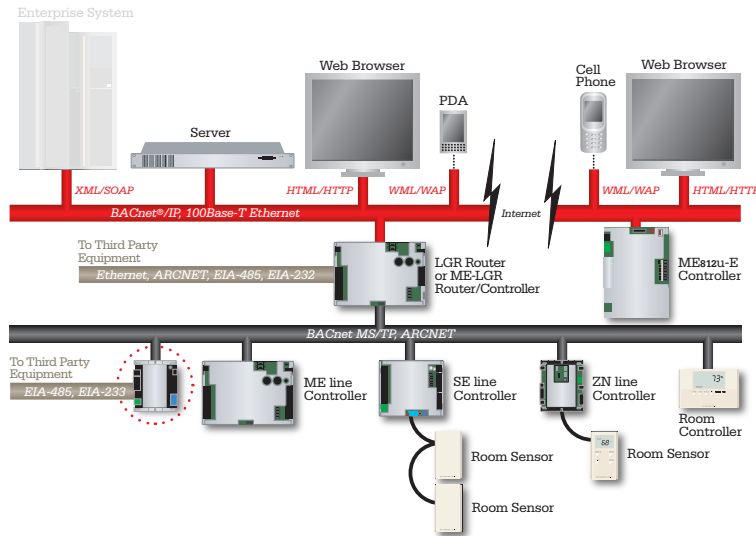 Enterprise System
Server
Web Browser
PDA
Cell
Phone
Web Browser
XML/SOAP
HTML/HTTP
WML/WAP
WML/WAP
HTML/HTTP
BACnet®/IP, 100Base-T Ethernet
Internet
To Third Party
Equipment
Ethernet, ARCNET, EIA-485, EIA-232
LGR Router
or ME-LGR
Router/Controller
ME812u-E
Controller
BACnet MS/TP, ARCNET
To Third Party
Equipment
EIA-485, EIA-233
ME line
Controller
SE line
Controller
ZN line
Controller
73°
Room
Controller
68
Room Sensor
Room Sensor
Room Sensor